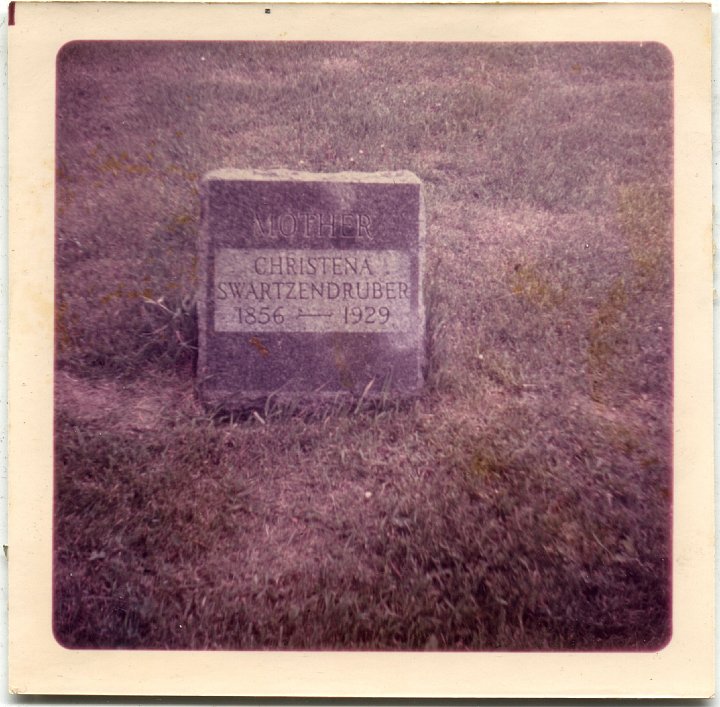 MOTHER
CHRISTENA
SWARTZENDRUBER
1856 — 1929